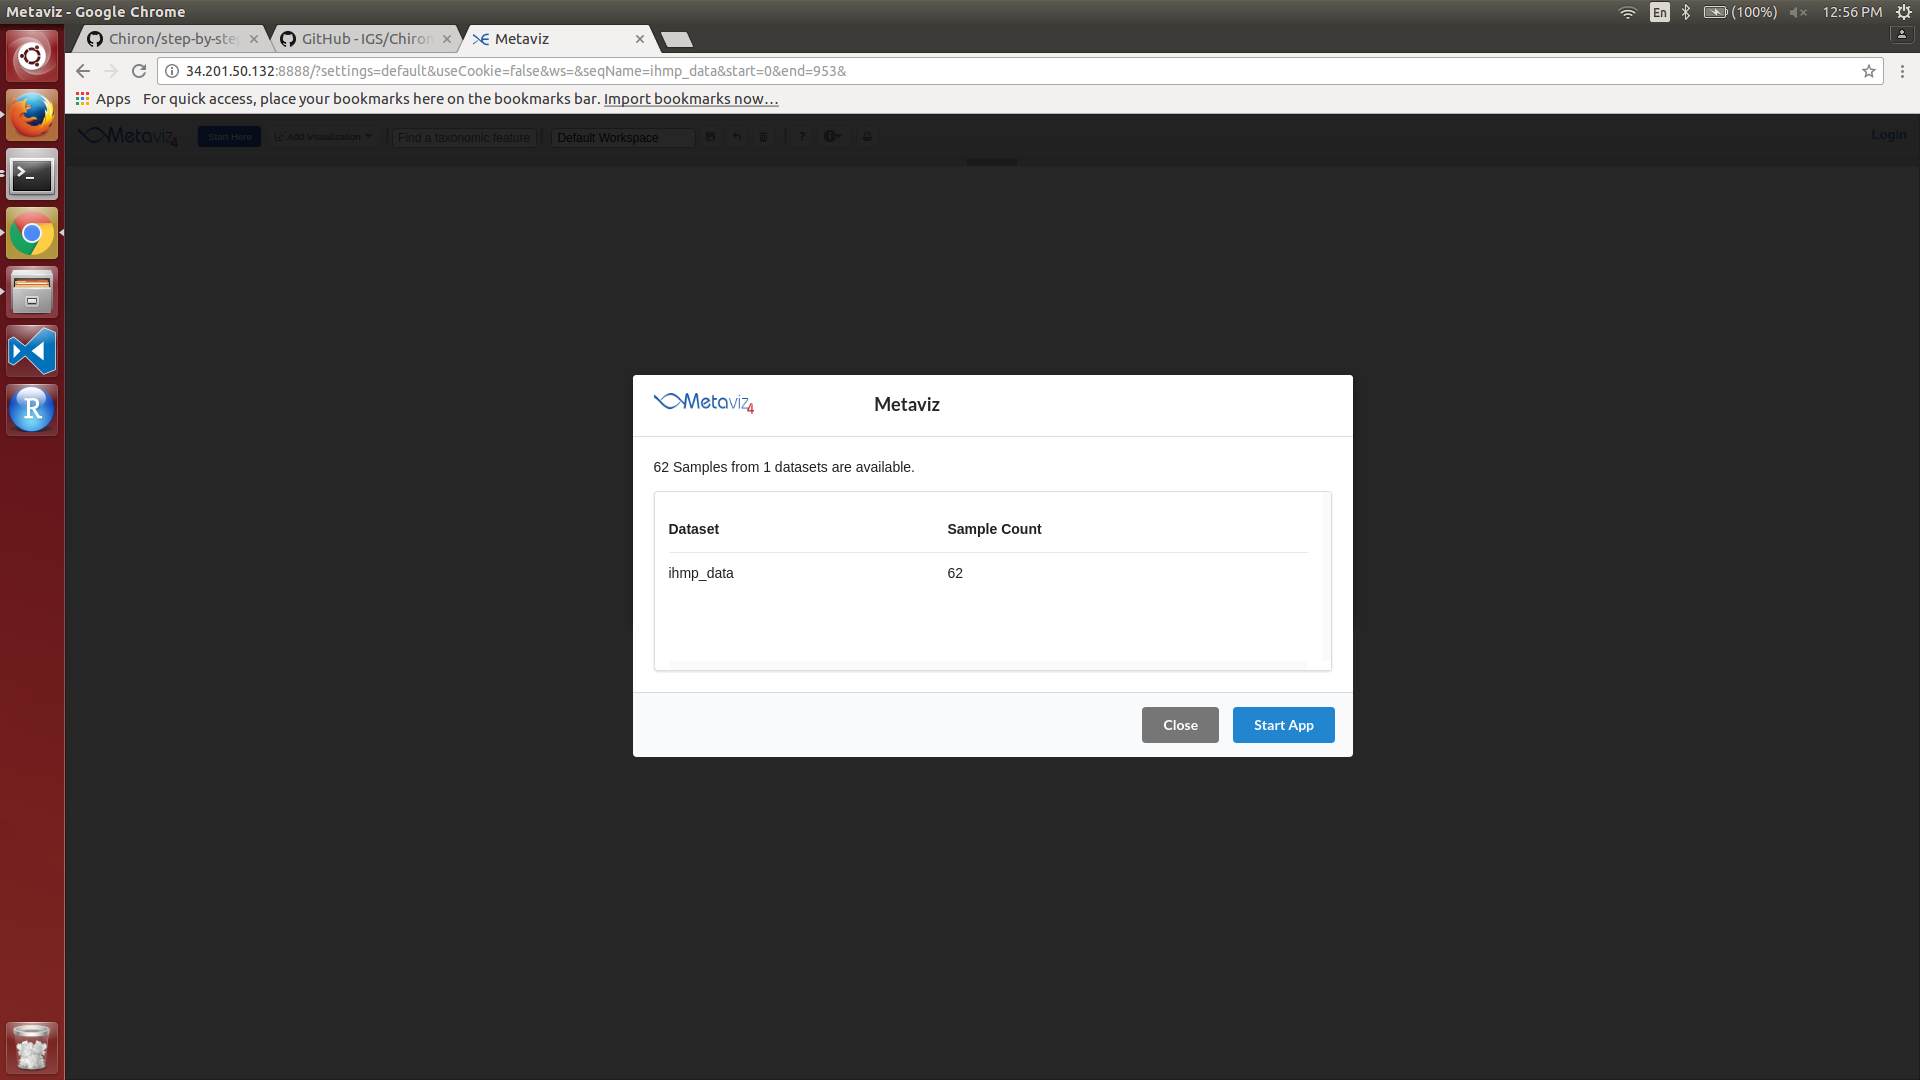 Metaviz - Google Chrome
En
(100%)
12:56 PM
Chiron/step-by-ste
GitHub - IGS/Chiron
Metaviz
34.201.50.132:8888/?settings=default&useCookie=false&ws=&seqName=ihmp_data&start=0&end=953&
Apps
For quick access, place your bookmarks here on the bookmarks bar. Import bookmarks now...
Metaviz4
Start Here
Add Visualization
Find a taxonomic feature
Default Workspace
?
Login
Metaviz4
Metaviz
62 Samples from 1 datasets are available.
Dataset
Sample Count
ihmp_data
62
Close
Start App
R